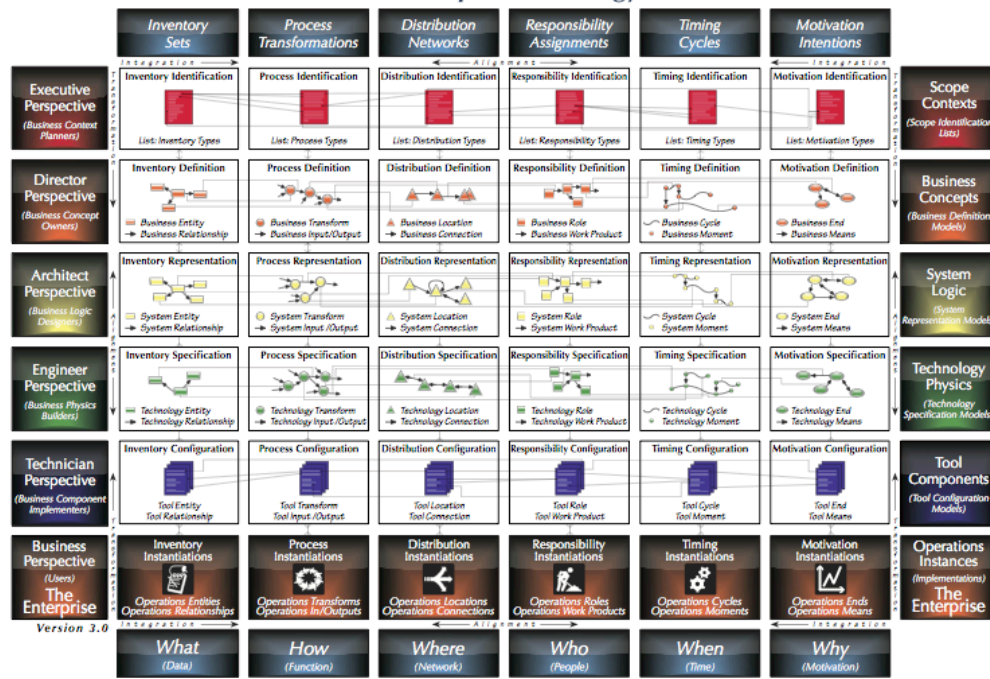 Inventory Sets
Process Transformations
Distribution Networks
Responsibility Assignments
Timing Cycles
Motivation Intentions
Integration
Alignment
Integration
Executive Perspective
(Business Context Planners)
Transformation
Inventory Identification
List: Inventory Types
Process Identification
List: Process Types
Distribution Identification
List: Distribution Types
Responsibility Identification
List: Responsibility Types
Timing Identification
List: Timing Types
Motivation Identification
List: Motivation Types
Transformation
Scope Contexts
(Scope Identification Lists)
Director Perspective
(Business Concept Owners)
Inventory Definition
Business Entity
Business Relationship
Process Definition
Business Transform
Business Input/Output
Distribution Definition
Business Location
Business Connection
Responsibility Definition
Business Role
Business Work Product
Timing Definition
Business Cycle
Business Moment
Motivation Definition
Business End
Business Means
Business Concepts
(Business Definition Models)
Architect Perspective
(Business Logic Designers)
Alignment
Inventory Representation
System Entity
System Relationship
Process Representation
System Transform
System Input /Output
Distribution Representation
System Location
System Connection
Responsibility Representation
System Role
System Work Product
Timing Representation
System Cycle
System Moment
Motivation Representation
System End
System Means
Alignment
System Logic
(System Representation Models)
Engineer Perspective
(Business Physics Builders)
Inventory Specification
Technology Entity
Technology Relationship
Process Specification
Technology Transform
Technology Input /Output
Distribution Specification
Technology Location
Technology Connection
Responsibility Specification
Technology Role
Technology Work Product
Timing Specification
Technology Cycle
Technology Moment
Motivation Specification
Technology End
Technology Means
Technology Physics
(Technology Specification Models)
Technician Perspective
(Business Component Implementers)
Transformation
Inventory Configuration
Tool Entity
Tool Relationship
Process Configuration
Tool Transform
Tool Input /Output
Distribution Configuration
Tool Location
Tool Connection
Responsibility Configuration
Tool Role
Tool Work Product
Timing Configuration
Tool Cycle
Tool Moment
Motivation Configuration
Tool End
Tool Means
Transformation
Tool Components
(Tool Configuration Models)
Business Perspective
(Users)
The Enterprise
Inventory Instantiations
Operations Entities
Operations Relationships
Process Instantiations
Operations Transforms
Operations In/Outputs
Distribution Instantiations
Operations Locations
Operations Connections
Responsibility Instantiations
Operations Roles
Operations Work Products
Timing Instantiations
Operations Cycles
Operations Moments
Motivation Instantiations
Operations Ends
Operations Means
Operations Instances
(Implementations)
The Enterprise
Version 3.0
Integration
Alignment
Integration
What
(Data)
How
(Function)
Where
(Network)
Who
(People)
When
(Time)
Why
(Motivation)